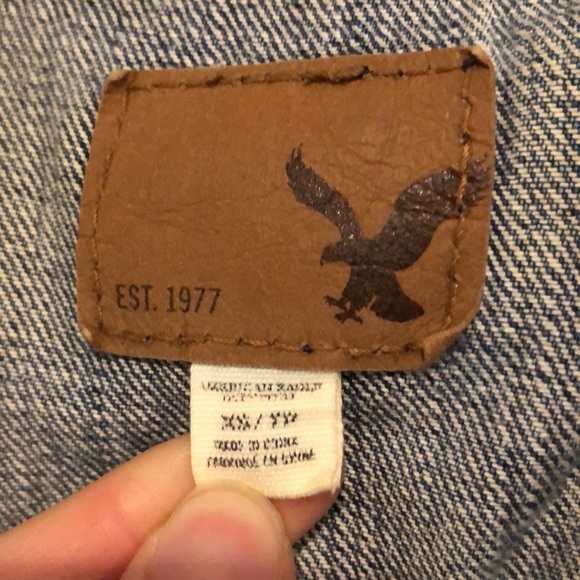 EST. 1977
AMERICAN EAGLE
OUTFITTERS
XS / TP
MADE IN CHINA
FABRIQUÉ EN CHINE